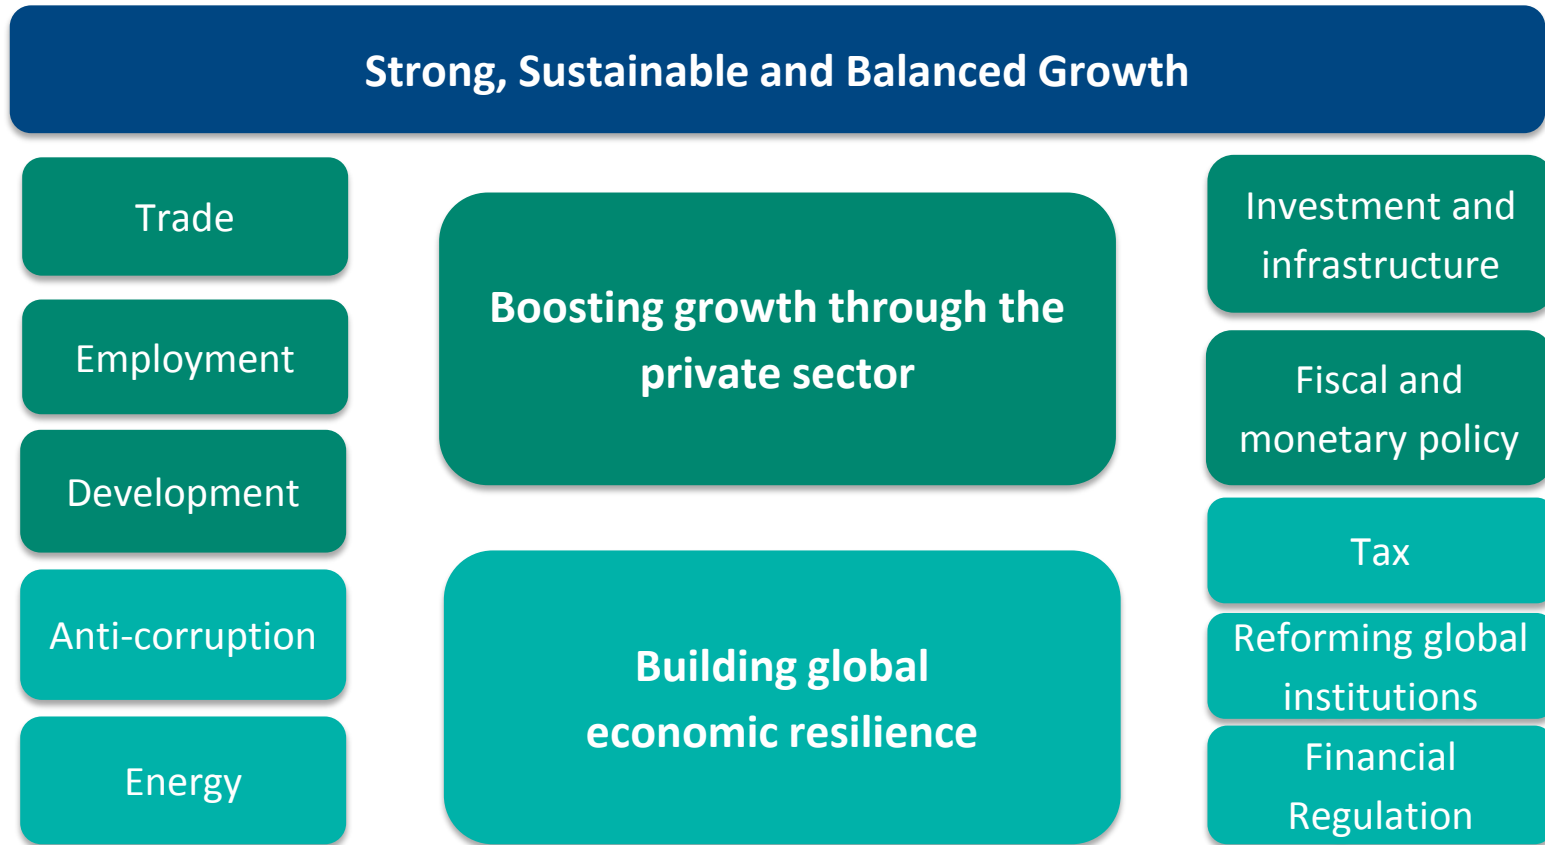 Strong, Sustainable and Balanced Growth
Trade
Employment
Development
Anti-corruption
Energy
Boosting growth through the
private sector
Building global
economic resilience
Investment and
infrastructure
Fiscal and
monetary policy
Tax
Reforming global
institutions
Financial
Regulation